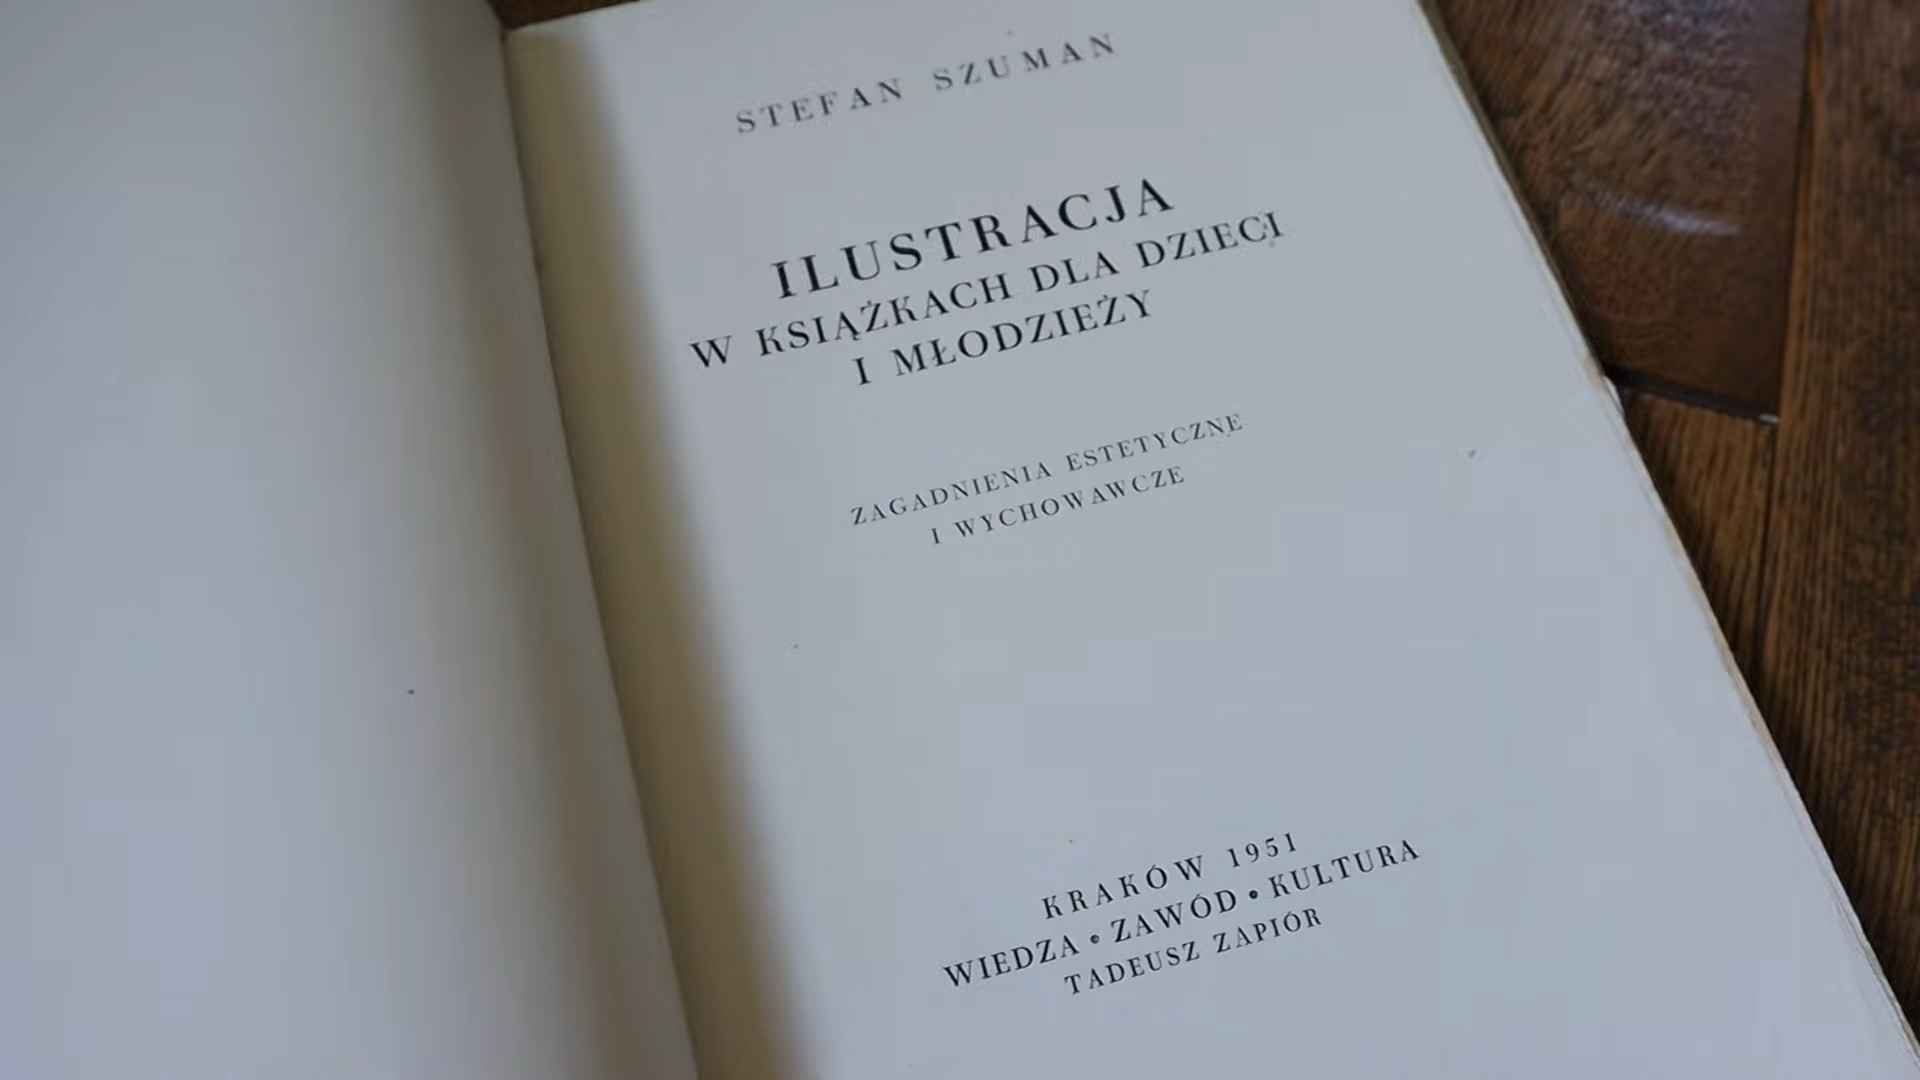 STEFAN SZUMAN
ILUSTRACJA
W KSIĄŻKACH DLA DZIECI
I MŁODZIEŻY
ZAGADNIENIA ESTETYCZNE
I WYCHOWAWCZE
KRAKÓW 1951
WIEDZA • ZAWÓD • KULTURA
TADEUSZ ZAPIÓR